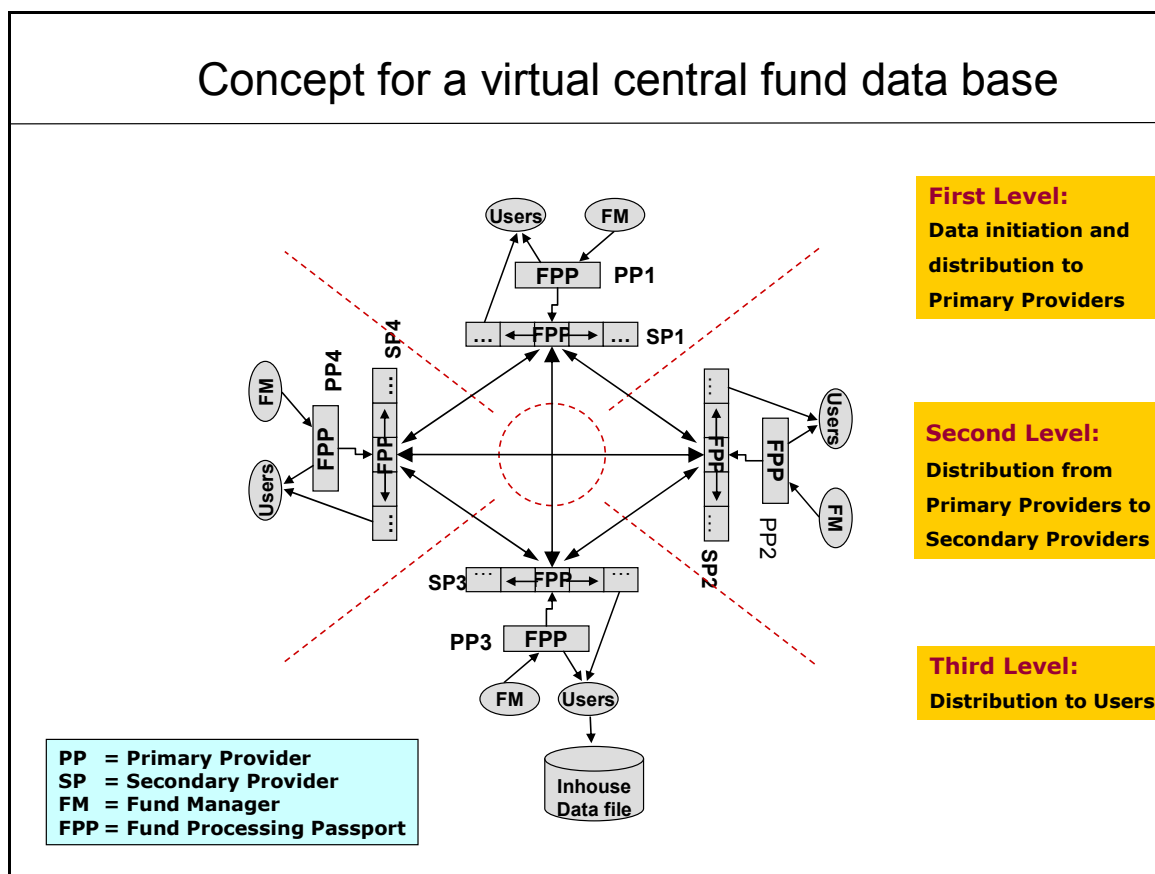 Concept for a virtual central fund data base
Users
FM
FPP
PP1
...
FPP
...
SP1
First Level:
Data initiation and
distribution to
Primary Providers
SP4
PP4
FM
FPP
Users
...
FPP
...
...
FPP
...
SP2
Users
FPP
PP2
FM
Second Level:
Distribution from
Primary Providers to
Secondary Providers
SP3
...
FPP
...
PP3
FPP
FM
Users
Inhouse
Data file
Third Level:
Distribution to Users
PP = Primary Provider
SP = Secondary Provider
FM = Fund Manager
FPP = Fund Processing Passport